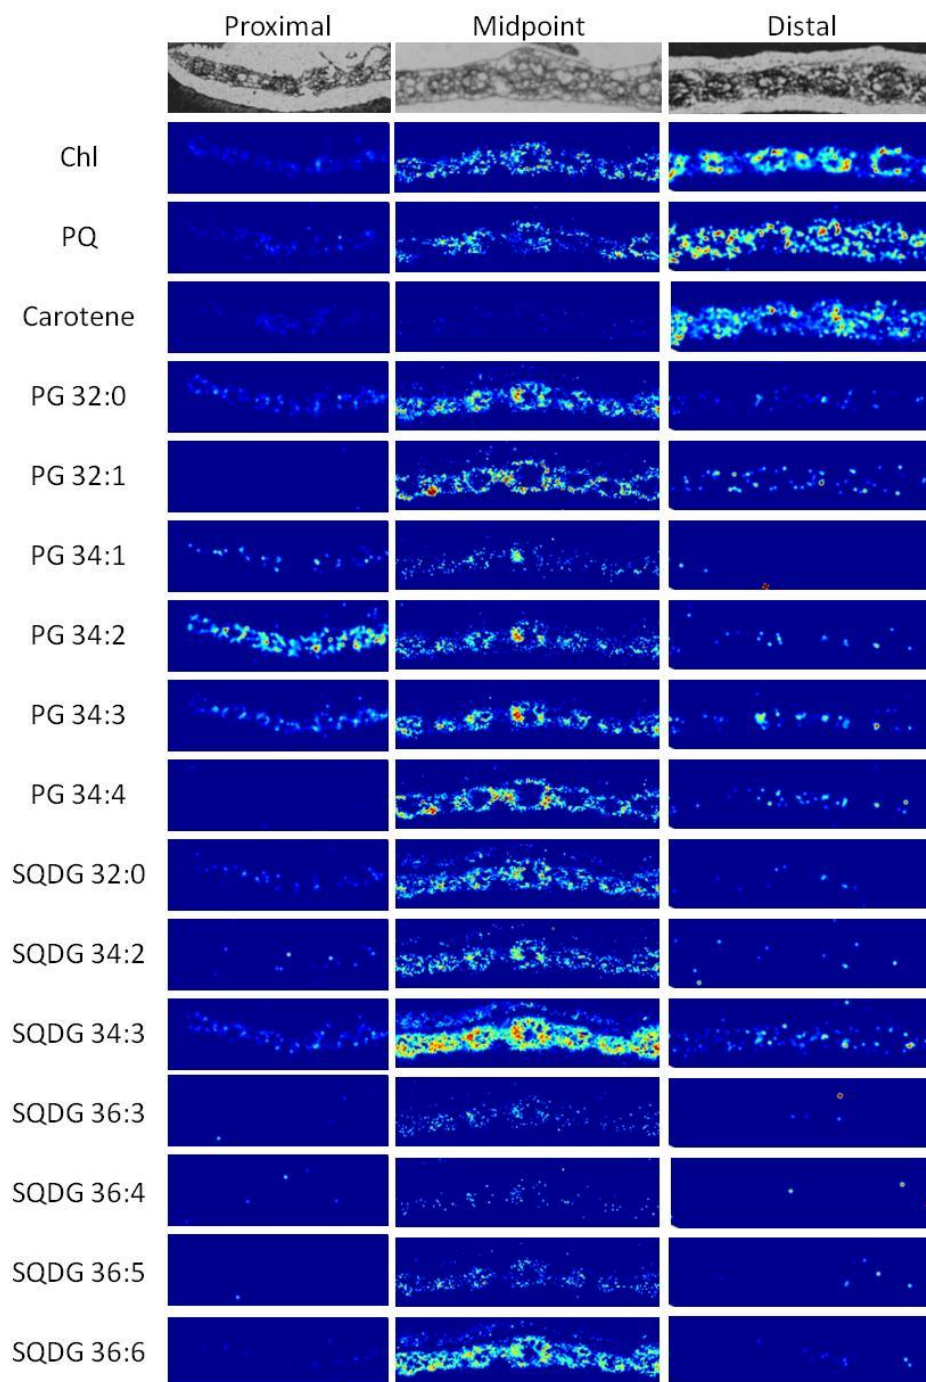 Proximal Midpoint Distal
Chl
PQ
Carotene
PG 32:0
PG 32:1
PG 34:1
PG 34:2
PG 34:3
PG 34:4
SQDG 32:0
SQDG 34:2
SQDG 34:3
SQDG 36:3
SQDG 36:4
SQDG 36:5
SQDG 36:6